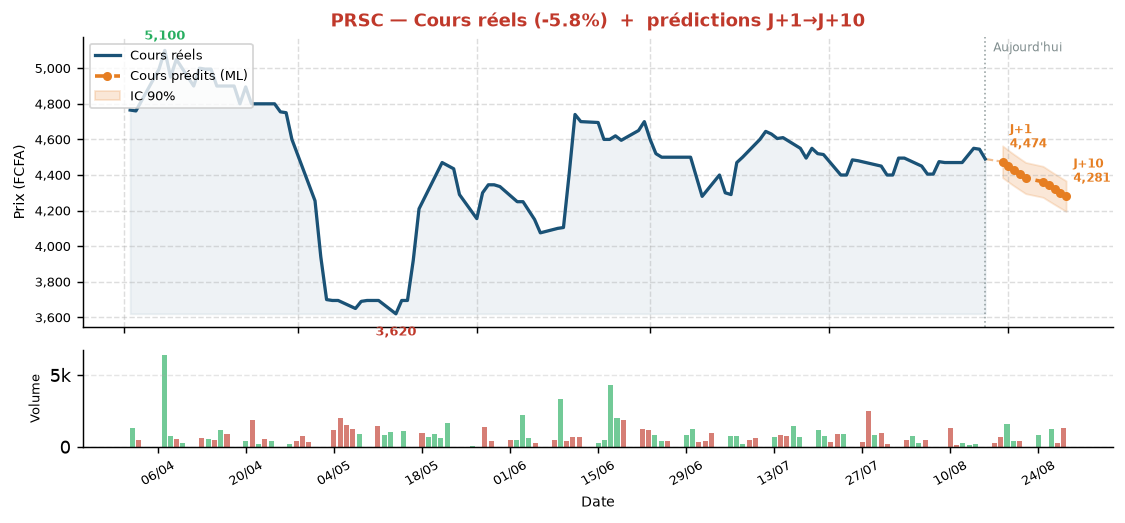 PRSC — Cours réels (-5.8%)  +  prédictions J+1→J+10
5,100
Aujourd'hui
Cours réels
Cours prédits (ML)
IC 90%
J+1
4,474
J+10
4,281
3,620
Prix (FCFA)
5,000
4,800
4,600
4,400
4,200
4,000
3,800
3,600
Volume
5k
0
06/04
20/04
04/05
18/05
01/06
15/06
29/06
13/07
27/07
10/08
24/08
Date